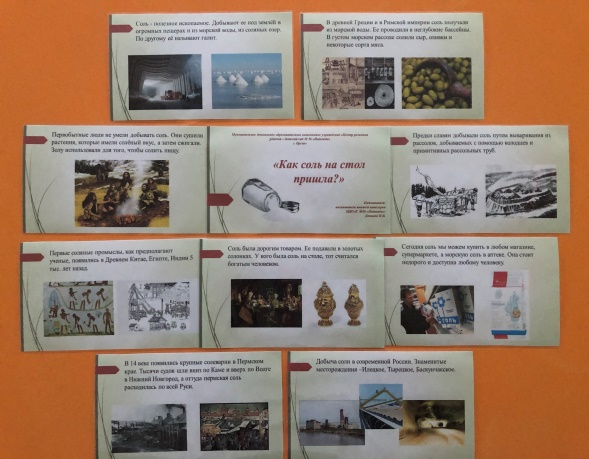 Соль - полезное ископаемое. Добывают ее под землёй в
огромных пещерах и из морской воды, из соляных озер.
По другому её называют галит.
В древней Греции и в Римской империи соль получали
из морской воды. Ее проводили в неглубокие бассейны.
В густом морском рассоле солили сыр, оливки и
некоторые сорта мяса.
Первобытные люди не умели добывать соль. Они сушили
растения, которые имели солёный вкус, а затем сжигали.
Золу использовали для того, чтобы солить пищу.
«Как соль на стол
пришла?»
Предки славян добывали соль путем вываривания из
рассолов, добываемых с помощью колодцев и
примитивных рассольных труб.
Первые соляные промыслы, как предполагают
ученые, появились в Древнем Китае, Египте, Индии 5
тыс. лет назад.
Соль была дорогим товаром. Ее подавали в золотых
солонках. У кого была соль на столе, тот считался
богатым человеком.
Сегодня соль мы можем купить в любом магазине,
супермаркете, а морскую соль в аптеке. Она стоит
недорого и доступна любому человеку.
СОЛЬ
В 14 веке появились крупные солеварни в Пермском
крае. Тысячи судов шли вниз по Каме и вверх по Волге
в Нижний Новгород, а оттуда пермская соль
расходилась по всей Руси.
Добыча соли в современной России. Знаменитые
месторождения –Илецкое, Тырецкое, Баскунчакское.